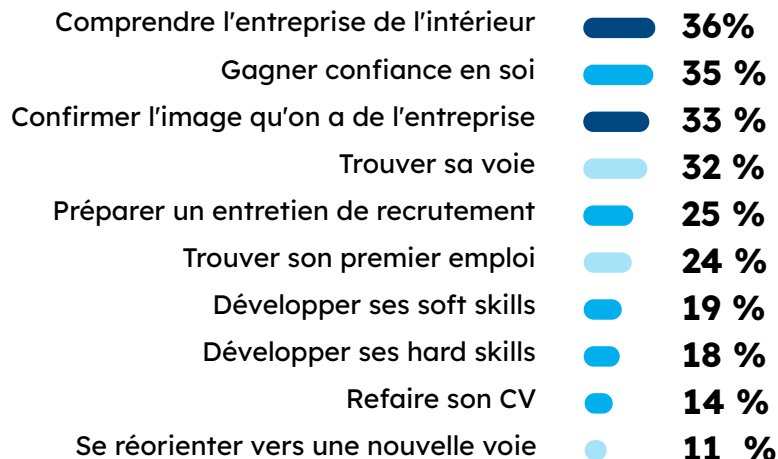 Comprendre l'entreprise de l'intérieur 36%
Gagner confiance en soi 35 %
Confirmer l'image qu'on a de l'entreprise 33 %
Trouver sa voie 32 %
Préparer un entretien de recrutement 25 %
Trouver son premier emploi 24 %
Développer ses soft skills 19 %
Développer ses hard skills 18 %
Refaire son CV 14 %
Se réorienter vers une nouvelle voie 11 %